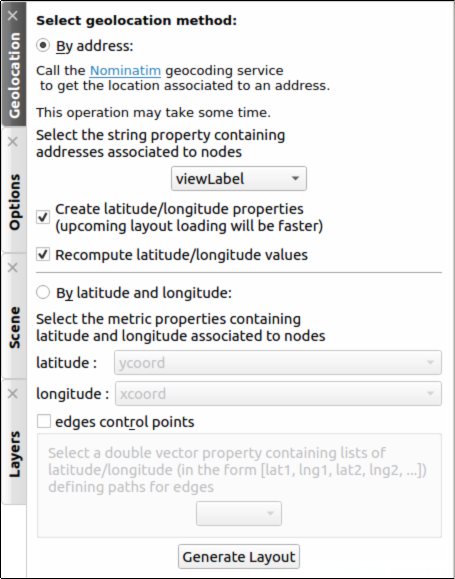 Geolocation
Options
Scene
Layers
Select geolocation method:
By address:
Call the Nominatim geocoding service
to get the location associated to an address.
This operation may take some time.
Select the string property containing
addresses associated to nodes
viewLabel
Create latitude/longitude properties
(upcoming layout loading will be faster)
Recompute latitude/longitude values
By latitude and longitude:
Select the metric properties containing
latitude and longitude associated to nodes
latitude : ycoord
longitude : xcoord
edges control points
Select a double vector property containing lists of
latitude/longitude (in the form [lat1, lng1, lat2, lng2, ...])
defining paths for edges
Generate Layout